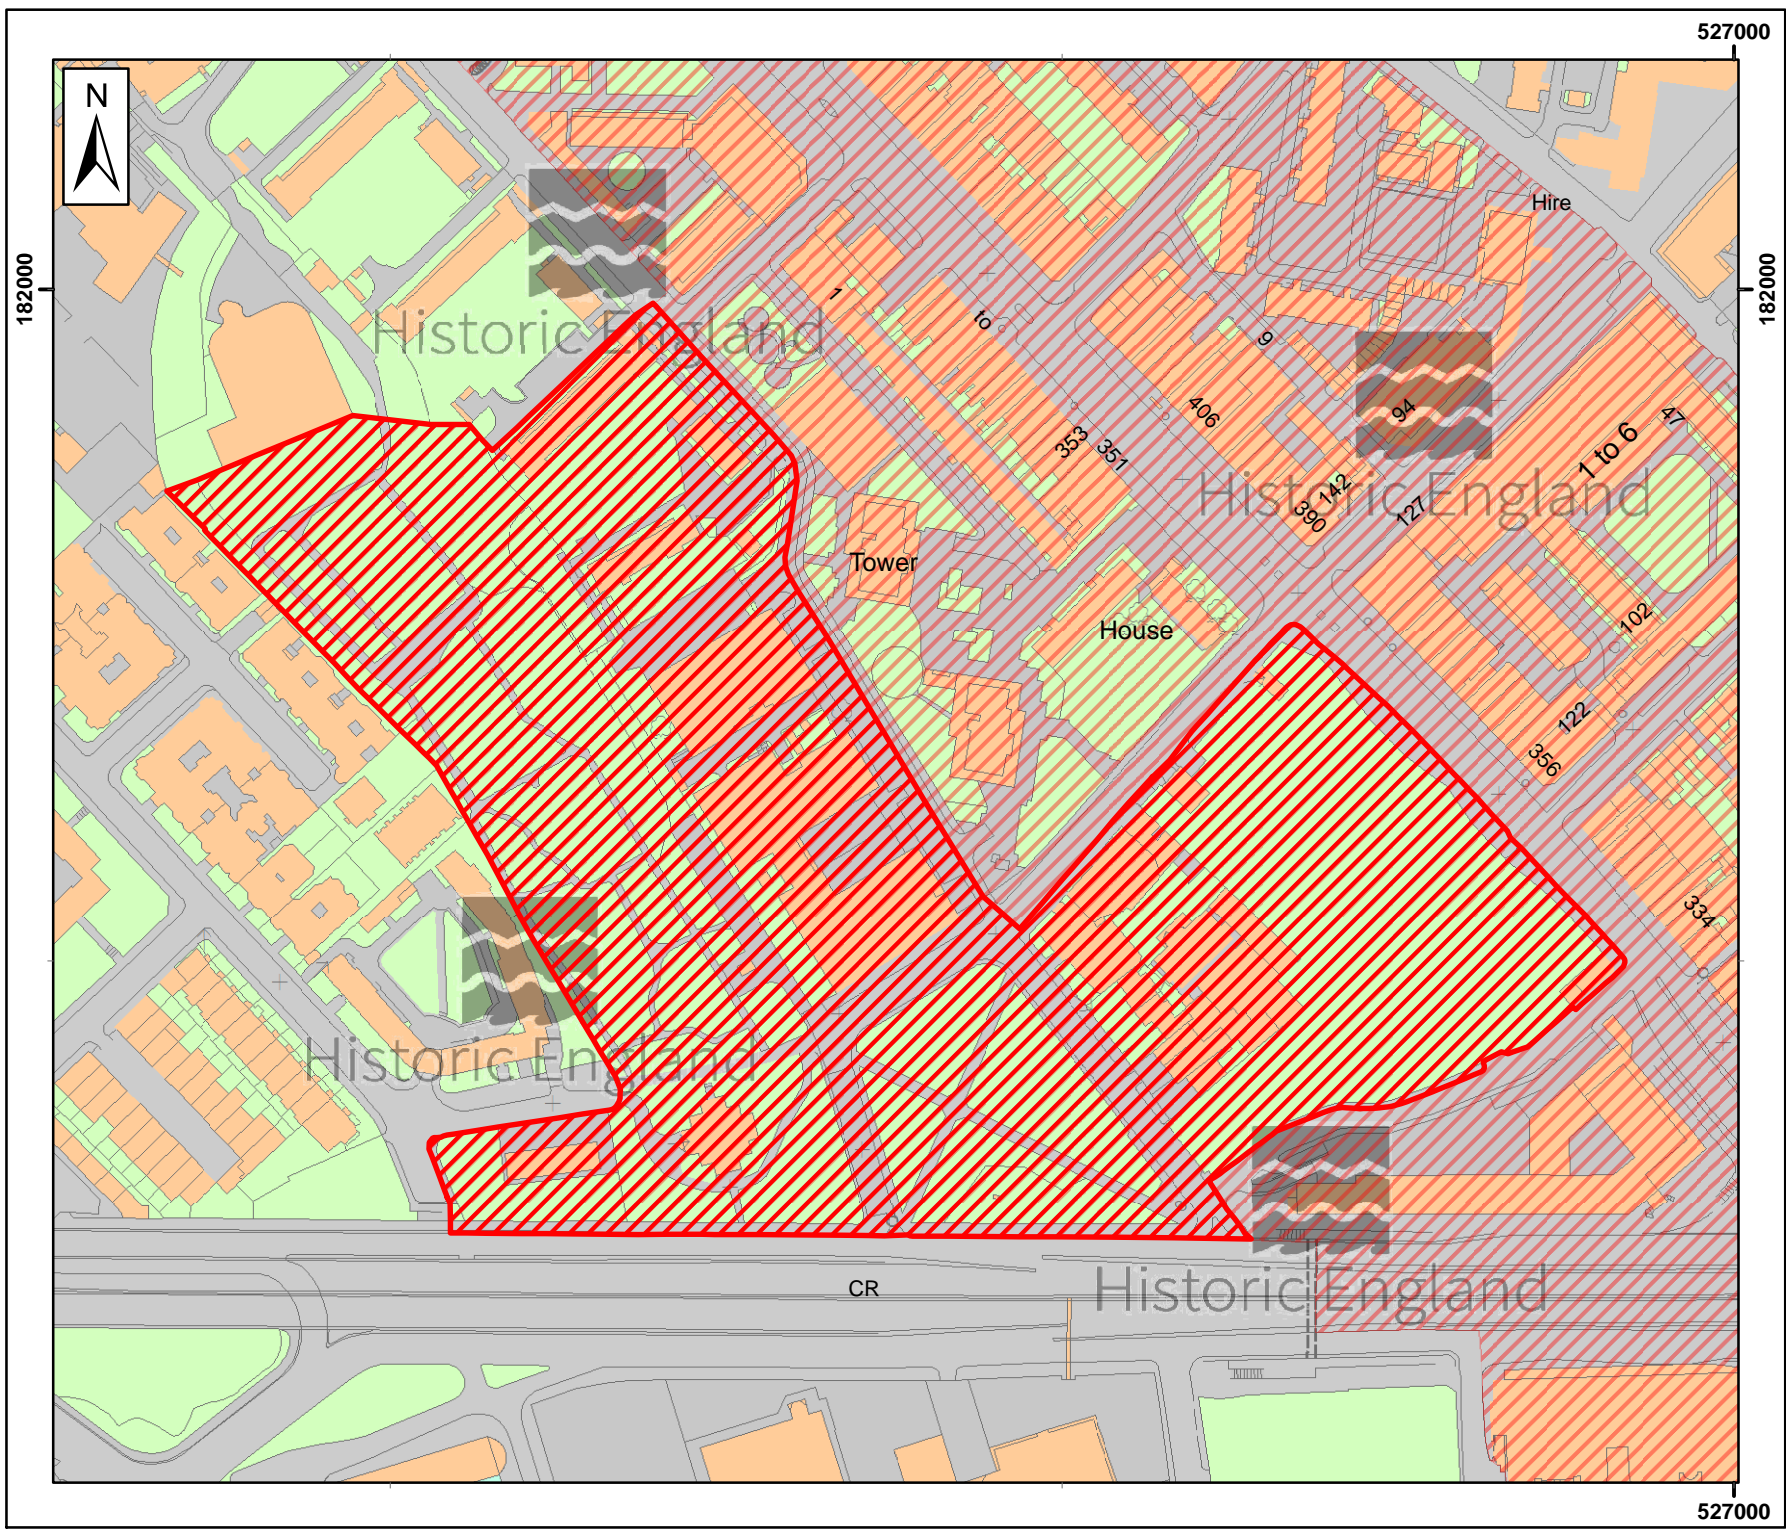 527000
N
Hire
182000
182000
1
to
9
Historic England
94
406
47
353
351
1 to 6
142
Historic England
390
127
Tower
102
House
122
356
334
Historic England
CR
Historic England
527000